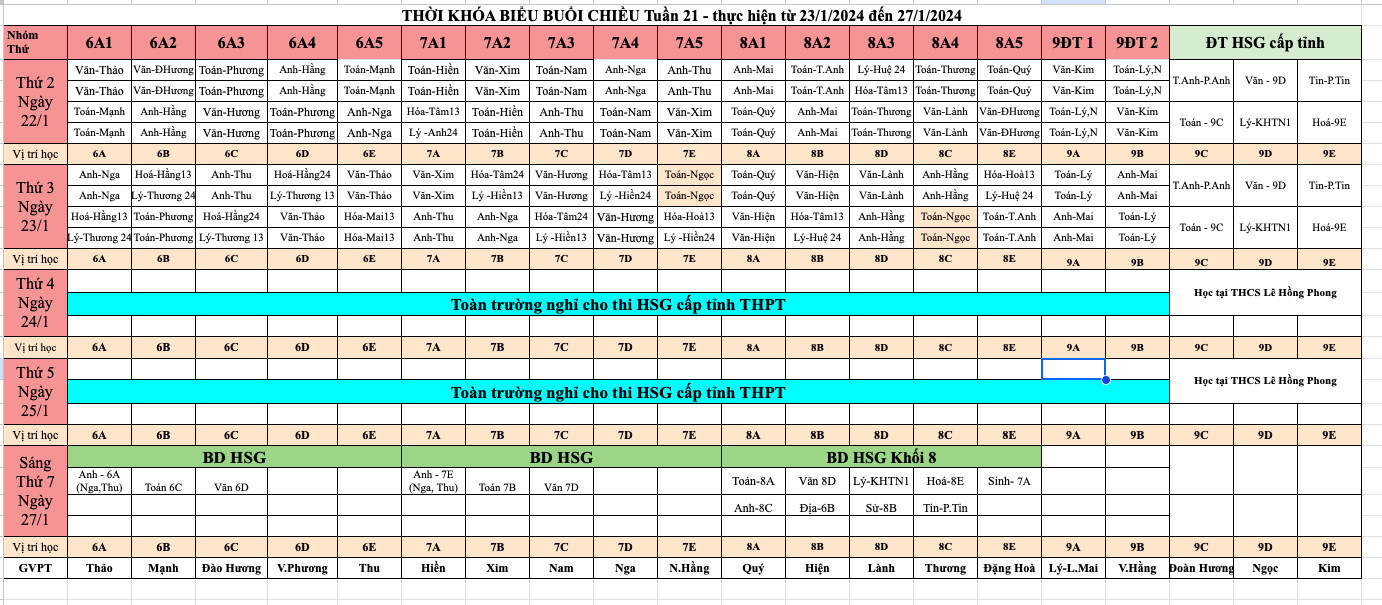 THỜI KHÓA BIỂU BUỔI CHIỀU Tuần 21 - thực hiện từ 23/1/2024 đến 27/1/2024
Nhóm Thứ 6A1 6A2 6A3 6A4 6A5 7A1 7A2 7A3 7A4 7A5 8A1 8A2 8A3 8A4 8A5 9ĐT 1 9ĐT 2 ĐT HSG cấp tỉnh
Thứ 2 Ngày 22/1
Văn-Thảo Văn-ĐHương Toán-Phương Anh-Hằng Toán-Mạnh Toán-Hiền Văn-Xim Toán-Nam Anh-Nga Anh-Thu Anh-Mai Toán-T.Anh Lý-Huệ 24 Toán-Thương Toán-Quý Văn-Kim Toán-Lý,N T.Anh-P.Anh Văn - 9D Tin-P.Tin
Văn-Thảo Văn-ĐHương Toán-Phương Anh-Hằng Toán-Mạnh Toán-Hiền Văn-Xim Toán-Nam Anh-Nga Anh-Thu Anh-Mai Toán-T.Anh Hóa-Tâm13 Toán-Thương Toán-Quý Văn-Kim Toán-Lý,N
Toán-Mạnh Anh-Hằng Văn-Hương Toán-Phương Anh-Nga Hóa-Tâm13 Toán-Hiền Anh-Thu Toán-Nam Văn-Xim Toán-Quý Anh-Mai Toán-Thương Văn-Lành Văn-ĐHương Toán-Lý,N Văn-Kim Toán - 9C Lý-KHTN1 Hoá-9E
Toán-Mạnh Anh-Hằng Văn-Hương Toán-Phương Anh-Nga Lý -Anh24 Toán-Hiền Anh-Thu Toán-Nam Văn-Xim Toán-Quý Anh-Mai Toán-Thương Văn-Lành Văn-ĐHương Toán-Lý,N Văn-Kim
Vị trí học 6A 6B 6C 6D 6E 7A 7B 7C 7D 7E 8A 8B 8D 8C 8E 9A 9B 9C 9D 9E
Thứ 3 Ngày 23/1
Anh-Nga Hoá-Hằng13 Anh-Thu Hoá-Hằng24 Văn-Thảo Văn-Xim Hóa-Tâm24 Văn-Hương Hóa-Tâm13 Toán-Ngọc Toán-Quý Văn-Hiện Văn-Lành Anh-Hằng Hóa-Hoà13 Toán-Lý Anh-Mai T.Anh-P.Anh Văn - 9D Tin-P.Tin
Anh-Nga Lý-Thương 24 Anh-Thu Lý-Thương 13 Văn-Thảo Văn-Xim Lý -Hiền13 Văn-Hương Lý -Hiền24 Toán-Ngọc Toán-Quý Văn-Hiện Văn-Lành Anh-Hằng Lý-Huệ 24 Toán-Lý Anh-Mai
Hoá-Hằng13 Toán-Phương Hoá-Hằng24 Văn-Thảo Hóa-Mai13 Anh-Thu Anh-Nga Hóa-Tâm24 Văn-Hương Hóa-Hoà13 Văn-Hiện Hóa-Tâm13 Anh-Hằng Toán-Ngọc Toán-T.Anh Anh-Mai Toán-Lý Toán - 9C Lý-KHTN1 Hoá-9E
Lý-Thương 24 Toán-Phương Lý-Thương 13 Văn-Thảo Hóa-Mai13 Anh-Thu Anh-Nga Lý -Hiền13 Văn-Hương Lý -Hiền24 Văn-Hiện Lý-Huệ 24 Anh-Hằng Toán-Ngọc Toán-T.Anh Anh-Mai Toán-Lý
Vị trí học 6A 6B 6C 6D 6E 7A 7B 7C 7D 7E 8A 8B 8D 8C 8E 9A 9B 9C 9D 9E
Thứ 4 Ngày 24/1
Toàn trường nghỉ cho thi HSG cấp tỉnh THPT Học tại THCS Lê Hồng Phong
Vị trí học 6A 6B 6C 6D 6E 7A 7B 7C 7D 7E 8A 8B 8D 8C 8E 9A 9B 9C 9D 9E
Thứ 5 Ngày 25/1
Toàn trường nghỉ cho thi HSG cấp tỉnh THPT Học tại THCS Lê Hồng Phong
Vị trí học 6A 6B 6C 6D 6E 7A 7B 7C 7D 7E 8A 8B 8D 8C 8E 9A 9B 9C 9D 9E
Sáng Thứ 7 Ngày 27/1
BD HSG BD HSG BD HSG Khối 8
Anh - 6A (Nga,Thu) Toán 6C Văn 6D Anh - 7E (Nga, Thu) Toán 7B Văn 7D Toán-8A Văn 8D Lý-KHTN1 Hoá-8E Sinh- 7A
Anh-8C Địa-6B Sử-8B Tin-P.Tin
Vị trí học 6A 6B 6C 6D 6E 7A 7B 7C 7D 7E 8A 8B 8D 8C 8E 9A 9B 9C 9D 9E
GVPT Thảo Mạnh Đào Hương V.Phương Thu Hiền Xim Nam Nga N.Hằng Quý Hiện Lành Thương Đặng Hoà Lý-L.Mai V.Hằng Đoàn Hương Ngọc Kim